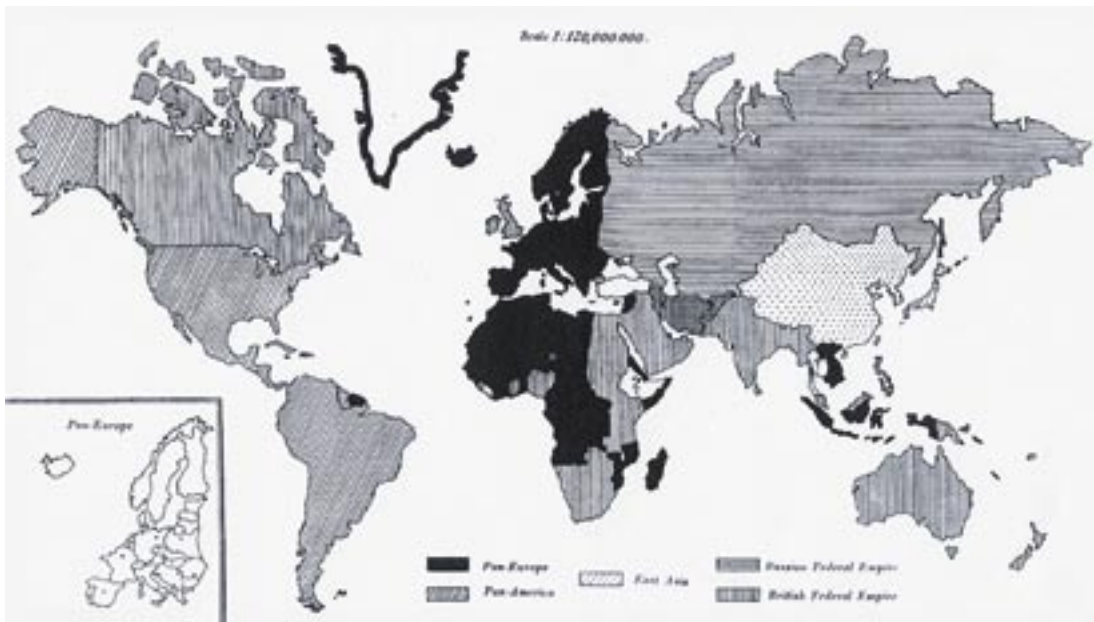 Scale 1:120,000.000.
Pan-Europe
Pan-Europe
Pan-America
East Asia
Russian Federal Empire
British Federal Empire